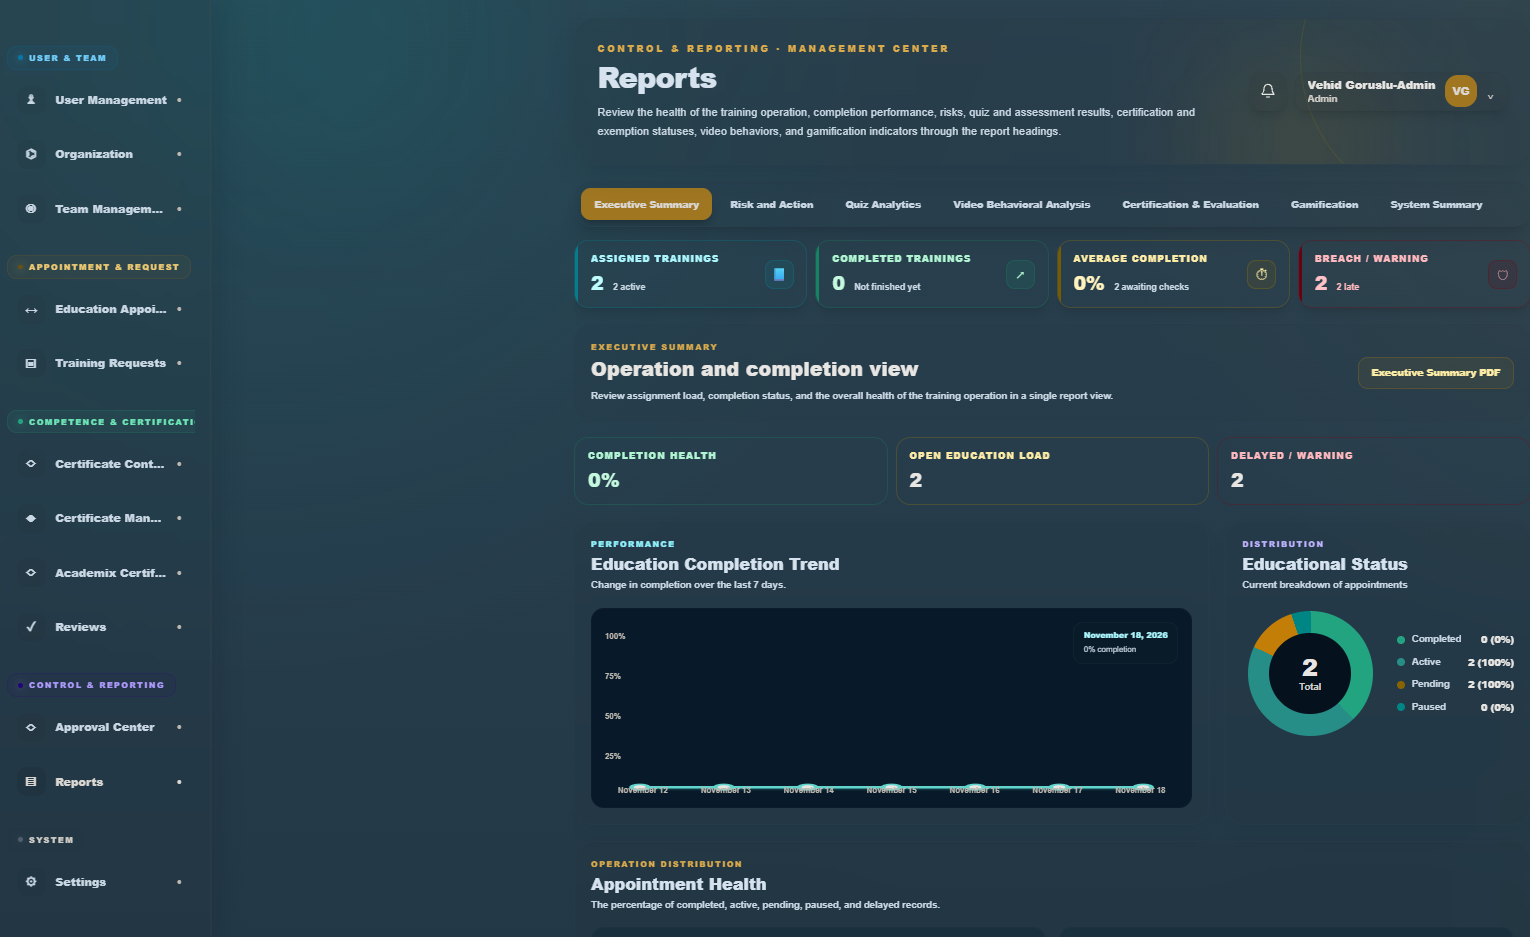 USER & TEAM
User Management
Organization
Team Managem...
APPOINTMENT & REQUEST
Education Appoi...
Training Requests
COMPETENCE & CERTIFICATI
Certificate Cont...
Certificate Man...
Academix Certif...
Reviews
CONTROL & REPORTING
Approval Center
Reports
SYSTEM
Settings
CONTROL & REPORTING - MANAGEMENT CENTER
Reports
Review the health of the training operation, completion performance, risks, quiz and assessment results, certification and
exemption statuses, video behaviors, and gamification indicators through the report headings.
Vehid Goruslu-Admin
Admin
VG
Executive Summary
Risk and Action
Quiz Analytics
Video Behavioral Analysis
Certification & Evaluation
Gamification
System Summary
ASSIGNED TRAININGS
2 2 active
COMPLETED TRAININGS
0 Not finished yet
AVERAGE COMPLETION
0% 2 awaiting checks
BREACH / WARNING
2 2 late
EXECUTIVE SUMMARY
Operation and completion view
Review assignment load, completion status, and the overall health of the training operation in a single report view.
Executive Summary PDF
COMPLETION HEALTH
0%
OPEN EDUCATION LOAD
2
DELAYED / WARNING
2
PERFORMANCE
Education Completion Trend
Change in completion over the last 7 days.
November 18, 2026
0% completion
100%
75%
50%
25%
November 12 November 13 November 14 November 15 November 16 November 17 November 18
DISTRIBUTION
Educational Status
Current breakdown of appointments
2
Total
Completed 0 (0%)
Active 2 (100%)
Pending 2 (100%)
Paused 0 (0%)
OPERATION DISTRIBUTION
Appointment Health
The percentage of completed, active, pending, paused, and delayed records.